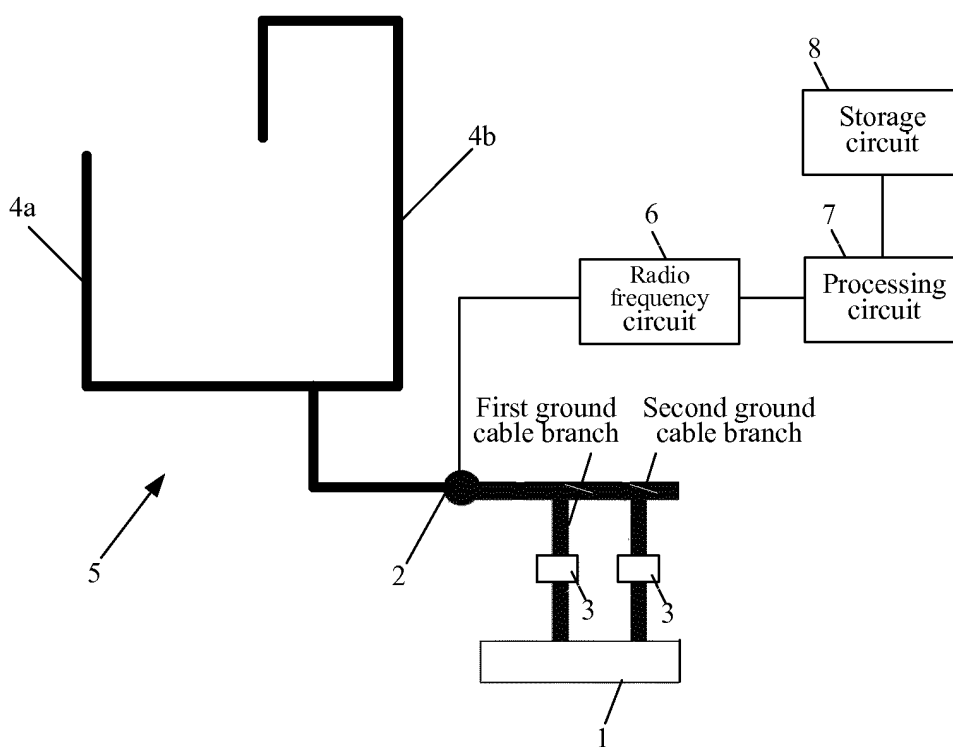 8
Storage
circuit
4b
4a
6
7
Radio
frequency
circuit
Processing
circuit
First ground
cable branch
Second ground
cable branch
5
2
3
3
1